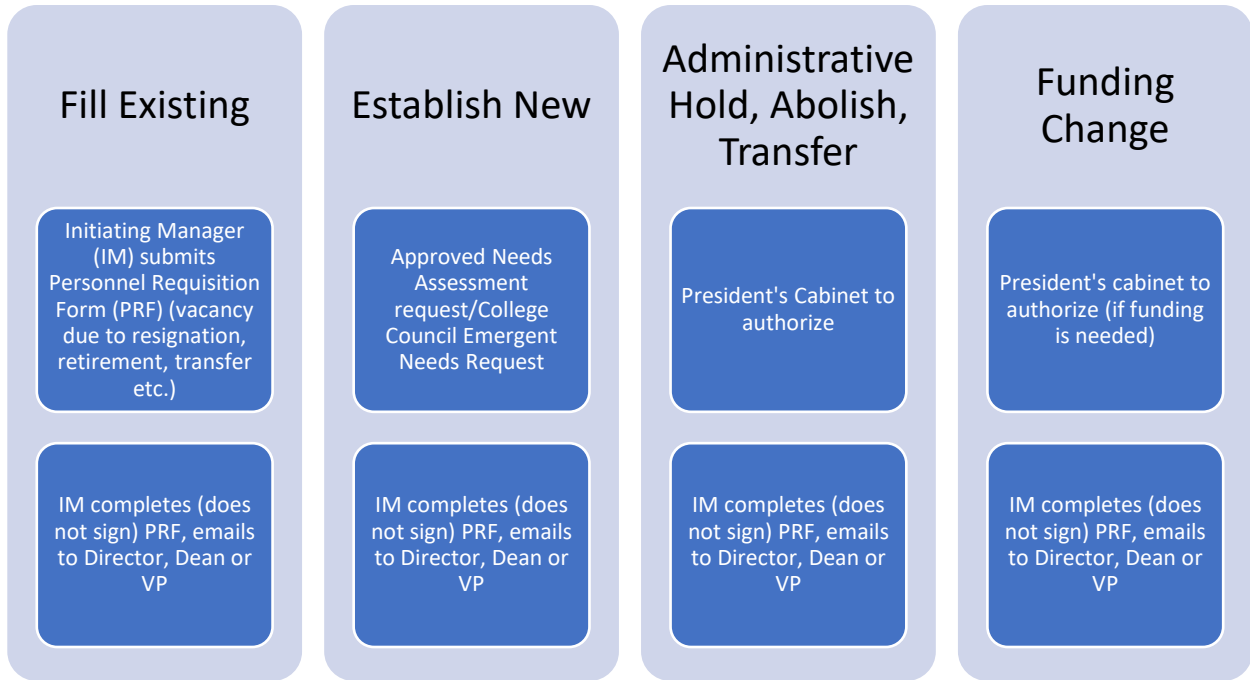 Fill Existing
Initiating Manager
(IM) submits
Personnel Requisition
Form (PRF) (vacancy
due to resignation,
retirement, transfer
etc.)
IM completes (does
not sign) PRF, emails
to Director, Dean or
VP
Establish New
Approved Needs
Assessment
request/College
Council Emergent
Needs Request
IM completes (does
not sign) PRF, emails
to Director, Dean or
VP
Administrative
Hold, Abolish,
Transfer
President's Cabinet to
authorize
IM completes (does
not sign) PRF, emails
to Director, Dean or
VP
Funding
Change
President's cabinet to
authorize (if funding
is needed)
IM completes (does
not sign) PRF, emails
to Director, Dean or
VP